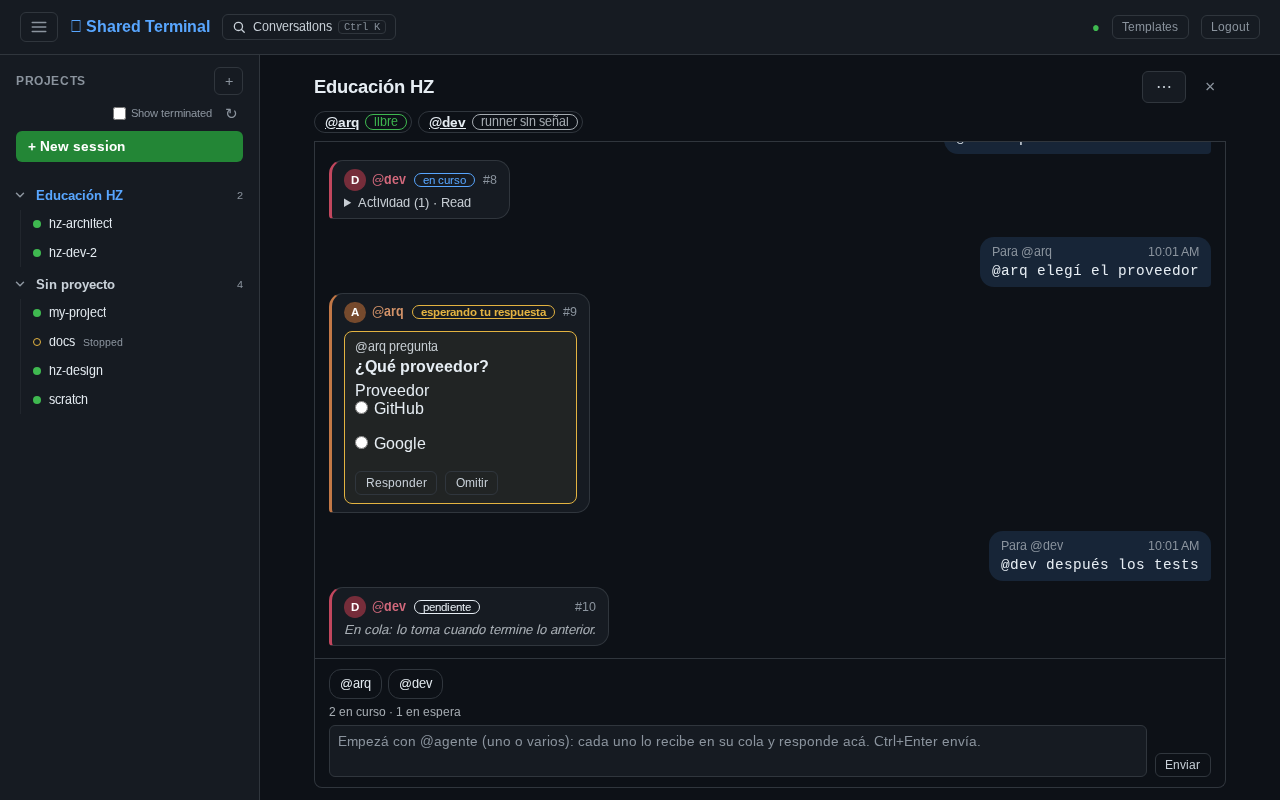 Shared Terminal
Conversations Ctrl K
Templates
Logout
PROJECTS
+
Show terminated
+ New session
Educación HZ 2
hz-architect
hz-dev-2
Sin proyecto 4
my-project
docs Stopped
hz-design
scratch
Educación HZ
@arq libre
@dev runner sin señal
D @dev en curso #8
Actividad (1) · Read
Para @arq 10:01 AM
@arq elegí el proveedor
A @arq esperando tu respuesta #9
@arq pregunta
¿Qué proveedor?
Proveedor
GitHub
Google
Responder
Omitir
Para @dev 10:01 AM
@dev después los tests
D @dev pendiente #10
En cola: lo toma cuando termine lo anterior.
@arq
@dev
2 en curso · 1 en espera
Empezá con @agente (uno o varios): cada uno lo recibe en su cola y responde acá. Ctrl+Enter envía.
Enviar